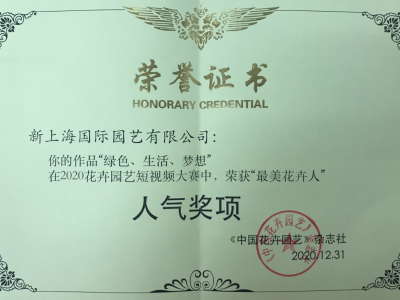 荣誉证书
HONORARY CREDENTIAL
新上海国际园艺有限公司：
你的作品“绿色、生活、梦想”
在2020花卉园艺短视频大赛中，荣获“最美花卉人”
人气奖项
《中国花卉园艺》杂志社
2020.12.31